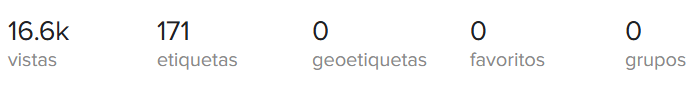 16.6k 171 0 0 0
vistas etiquetas geoetiquetas favoritos grupos